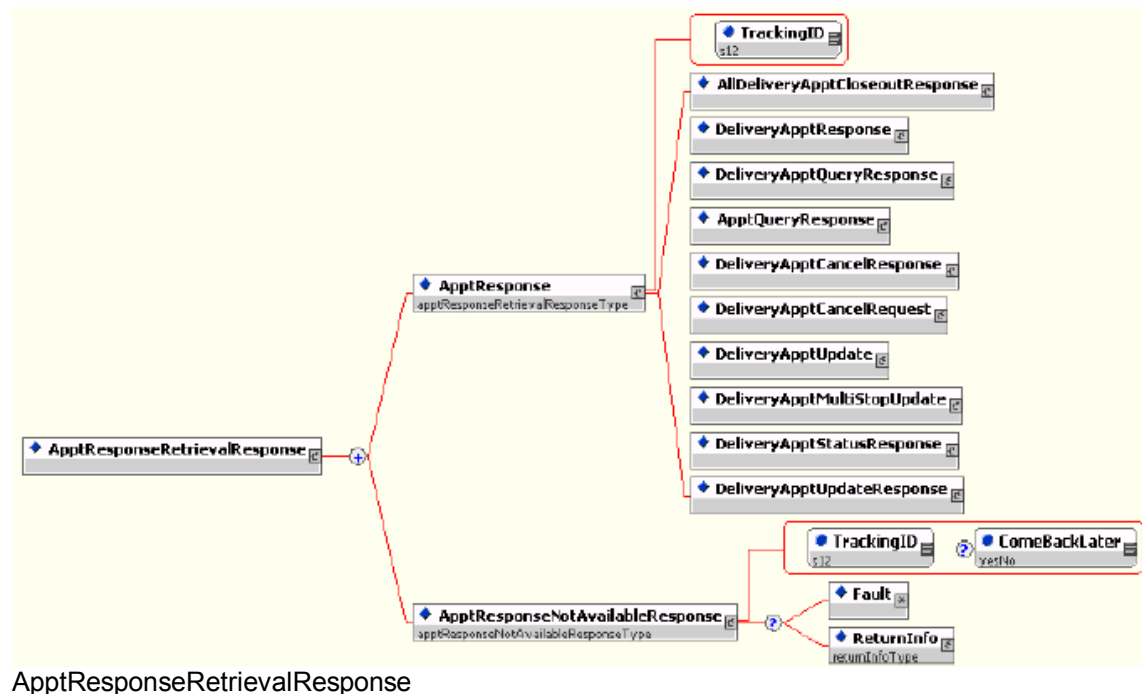 TrackingID
s12
AllDeliveryApptCloseoutResponse
DeliveryApptResponse
DeliveryApptQueryResponse
ApptQueryResponse
DeliveryApptCancelResponse
ApptResponse
apptResponseRetrievalResponseType
DeliveryApptCancelRequest
DeliveryApptUpdate
DeliveryApptMultiStopUpdate
ApptResponseRetrievalResponse
DeliveryApptStatusResponse
DeliveryApptUpdateResponse
TrackingID
s12
? ComeBackLater
yesNo
Fault
ApptResponseNotAvailableResponse
apptResponseNotAvailableResponseType
?
ReturnInfo
returnInfoType
ApptResponseRetrievalResponse